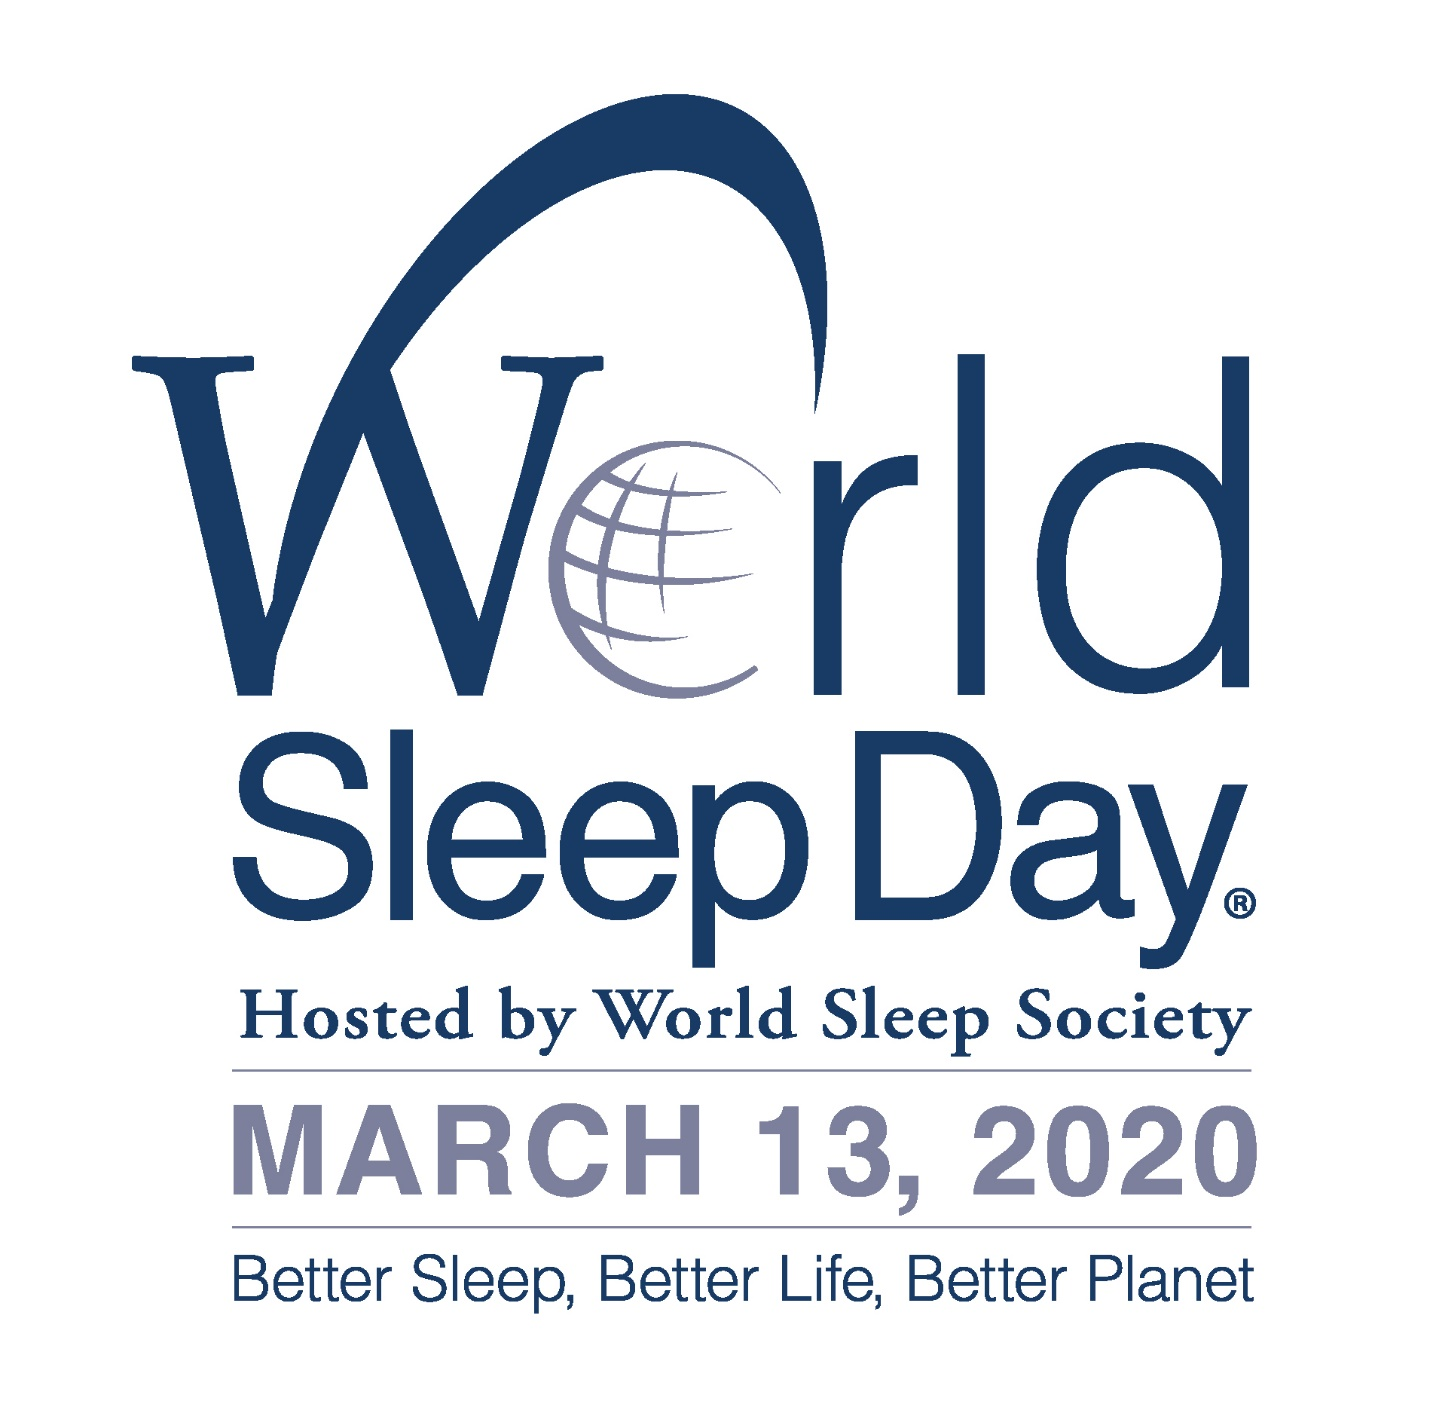 World
Sleep Day®
Hosted by World Sleep Society
MARCH 13, 2020
Better Sleep, Better Life, Better Planet